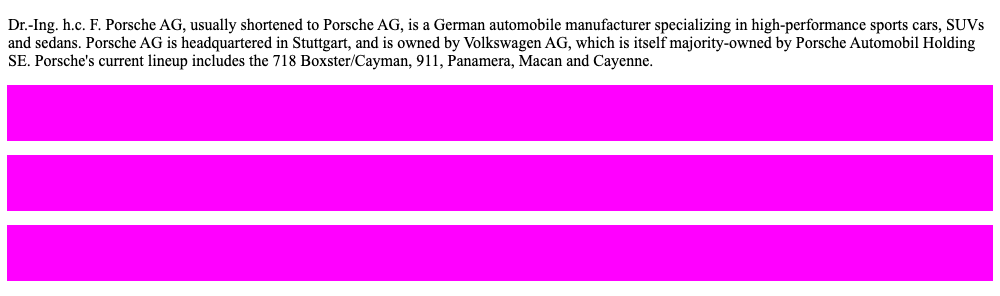 Dr.-Ing. h.c. F. Porsche AG, usually shortened to Porsche AG, is a German automobile manufacturer specializing in high-performance sports cars, SUVs
and sedans. Porsche AG is headquartered in Stuttgart, and is owned by Volkswagen AG, which is itself majority-owned by Porsche Automobil Holding
SE. Porsche's current lineup includes the 718 Boxster/Cayman, 911, Panamera, Macan and Cayenne.